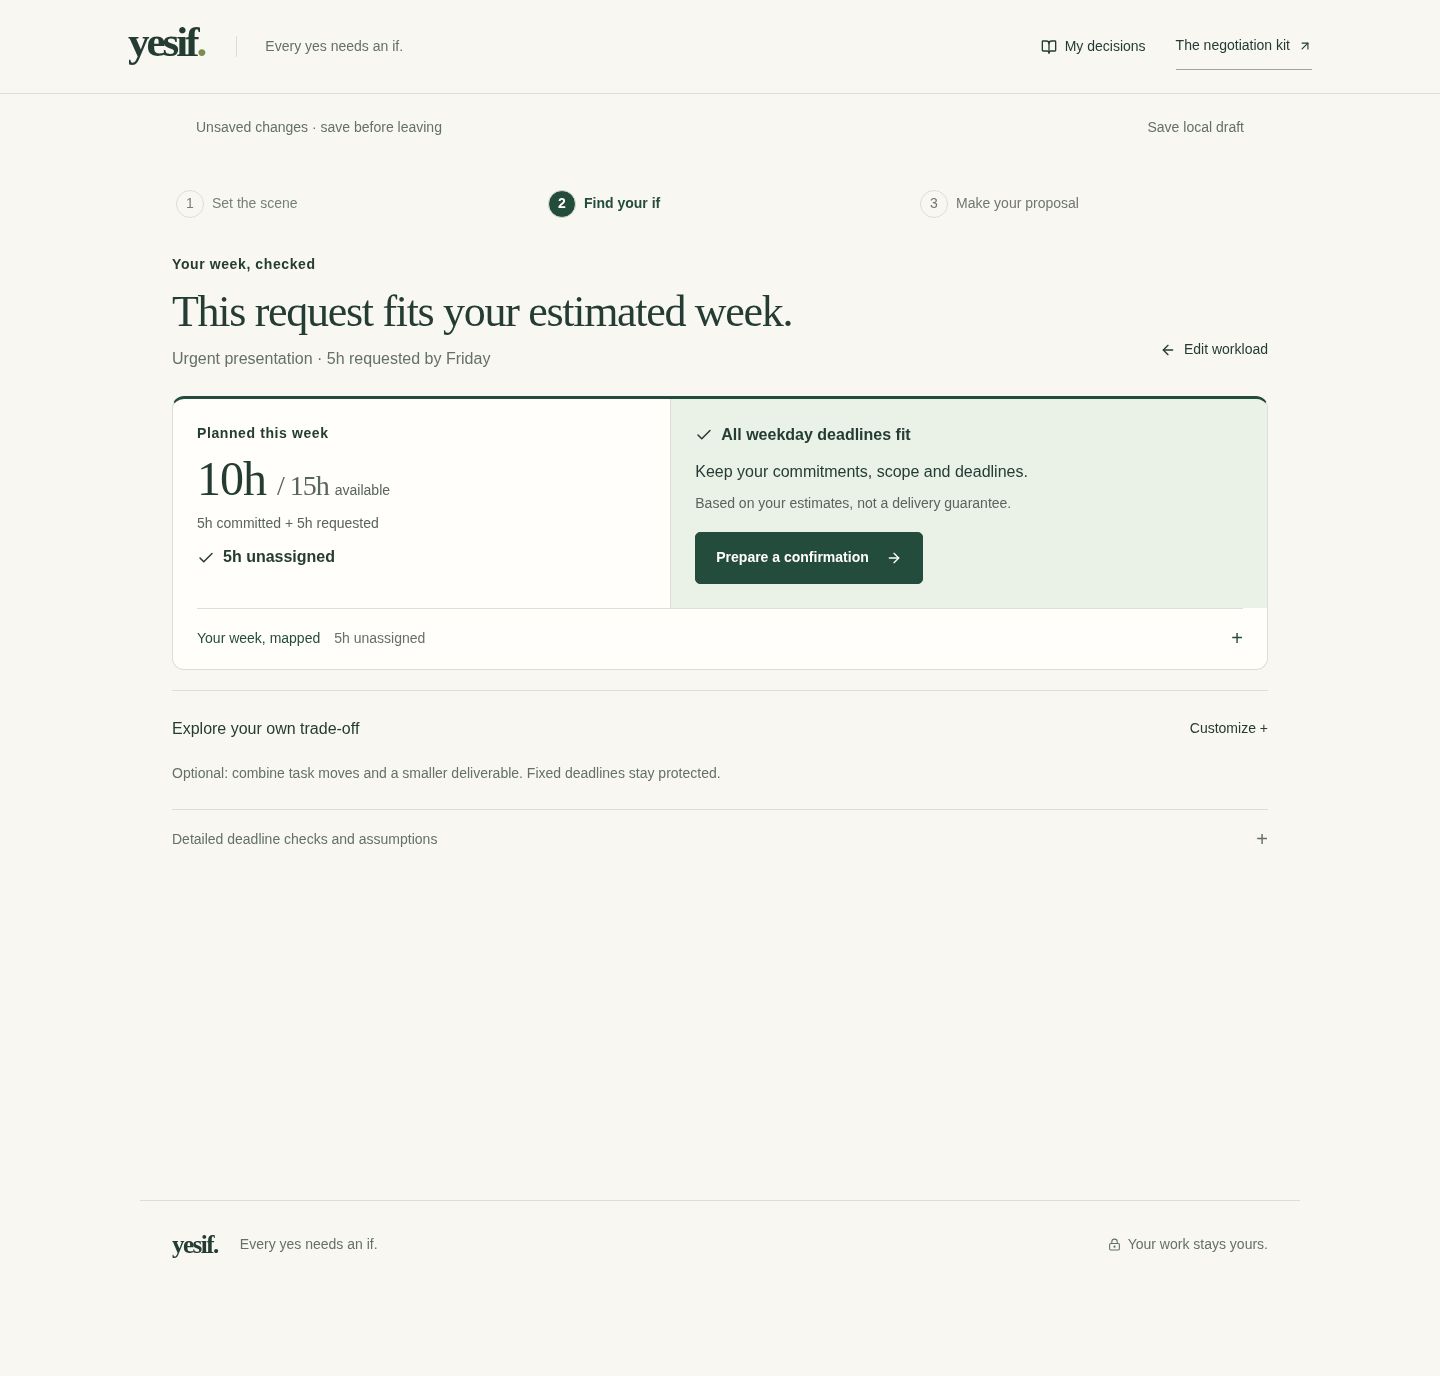 yesif.
Every yes needs an if.
My decisions
The negotiation kit
Unsaved changes · save before leaving
Save local draft
1 Set the scene
2 Find your if
3 Make your proposal
Your week, checked
This request fits your estimated week.
Urgent presentation · 5h requested by Friday
Edit workload
Planned this week
10h / 15h available
5h committed + 5h requested
5h unassigned
All weekday deadlines fit
Keep your commitments, scope and deadlines.
Based on your estimates, not a delivery guarantee.
Prepare a confirmation
Your week, mapped 5h unassigned +
Explore your own trade-off
Customize +
Optional: combine task moves and a smaller deliverable. Fixed deadlines stay protected.
Detailed deadline checks and assumptions +
yesif.
Every yes needs an if.
Your work stays yours.